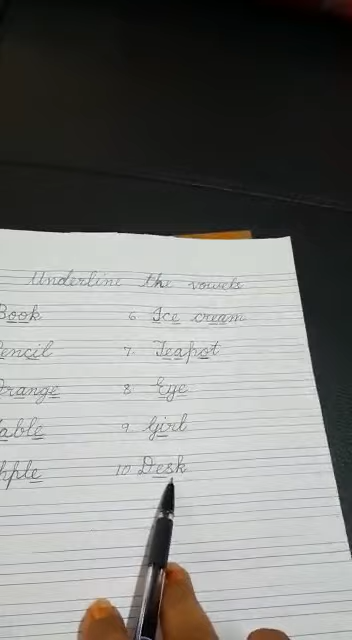 Underline the vowels
Book 6 Ice cream
encil 7. Teapot
range 8 Eye
able 9. Girl
pple 10 Desk